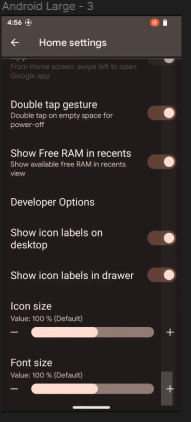 Android Large - 3
4:56
Home settings
app
From Home screen, swipe left to open
Google app.
Double tap gesture
Double tap on empty space for
power-off
Show Free RAM in recents
Show available free RAM in recents
view
Developer Options
Show icon labels on
desktop
Show icon labels in drawer
Icon size
Value: 100 % (Default)
− +
Font size
Value: 100 % (Default)
− +